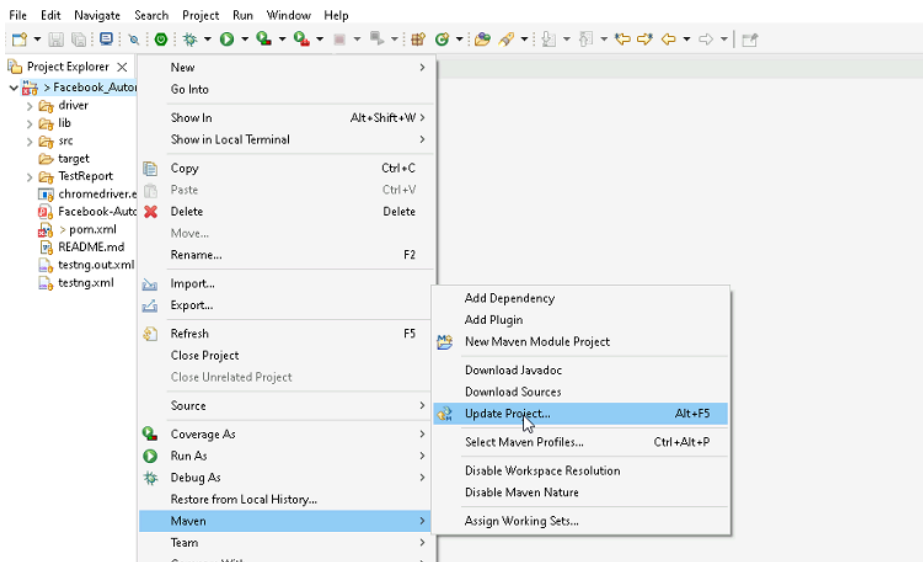 File Edit Navigate Search Project Run Window Help
Project Explorer
> Facebook_Autor
driver
lib
src
target
TestReport
chromedriver.e
Facebook-Auto
> pom.xml
README.md
testng.out.xml
testng.xml
New
Go Into
Show In Alt+Shift+W >
Show in Local Terminal
Copy Ctrl+C
Paste Ctrl+V
Delete Delete
Move...
Rename... F2
Import...
Export...
Refresh F5
Close Project
Close Unrelated Project
Source
Coverage As
Run As
Debug As
Restore from Local History...
Maven
Team
Add Dependency
Add Plugin
New Maven Module Project
Download Javadoc
Download Sources
Update Project... Alt+F5
Select Maven Profiles... Ctrl+Alt+P
Disable Workspace Resolution
Disable Maven Nature
Assign Working Sets...